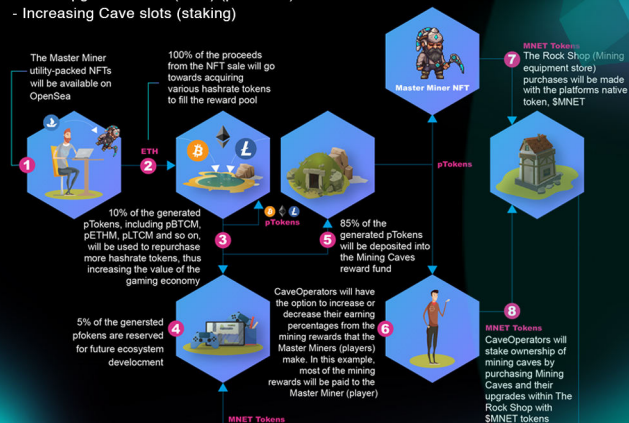 - Increasing Cave slots (staking)
The Master Miner
utility-packed NFTs
will be available on
OpenSea
1
100% of the proceeds
from the NFT sale will go
towards acquiring
various hashrate tokens
to fill the reward pool
ETH
2
10% of the generated
pTokens, including pBTCM,
pETHM, pLTCM and so on,
will be used to repurchase
more hashrate tokens, thus
increasing the value of the
gaming economy
pTokens
3
5% of the generated
pfokens are reserved
for future ecosystem
develocment
4
MNET Tokens
85% of the
generated pTokens
will be deposited into
the Mining Caves
reward fund
5
CaveOperators will have
the option to increase or
decrease their earning
percentages from the
mining rewards that the
Master Miners (players)
make. In this example,
most of the mining
rewards will be paid to the
Master Miner (player)
6
Master Miner NFT
pTokens
MNET Tokens
7
The Rock Shop (Mining
equipment store)
purchases will be made
with the platforms native
token, $MNET
8
MNET Tokens
CaveOperators will
stake ownership of
mining caves by
purchasing Mining
Caves and their
upgrades within The
Rock Shop with
$MNET tokens